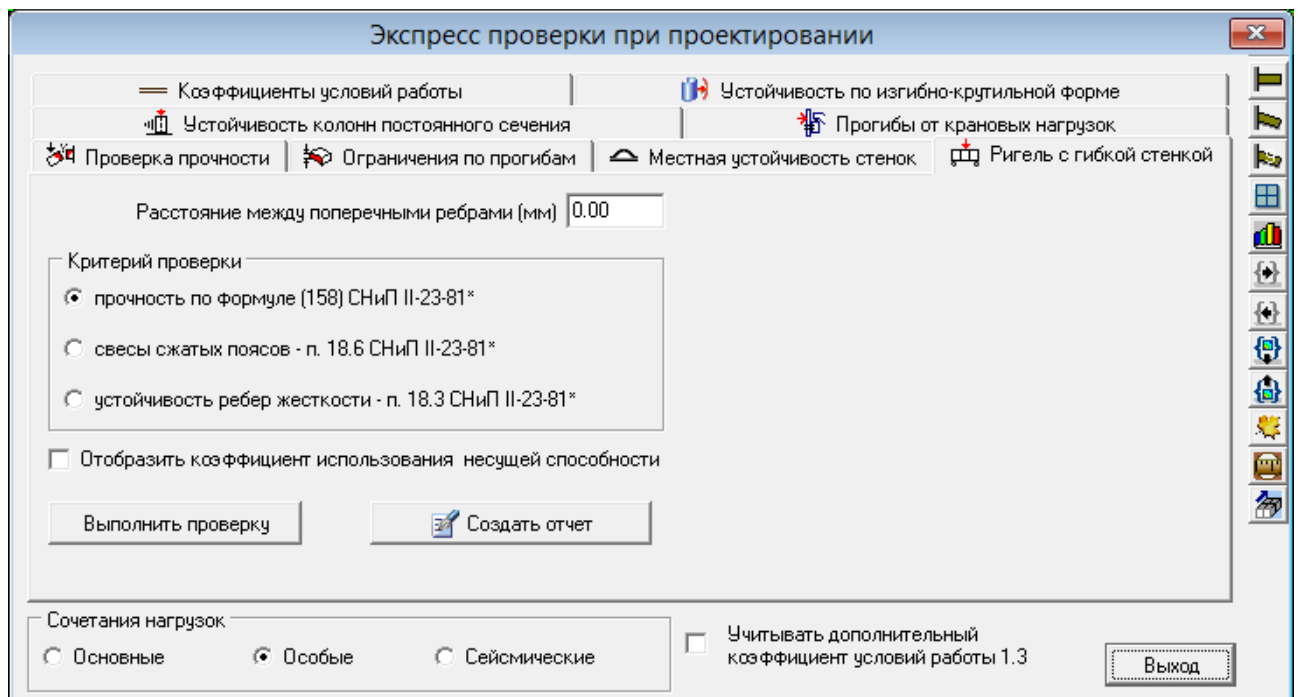 Экспресс проверки при проектировании
Коэффициенты условий работы
Устойчивость по изгибно-крутильной форме
Устойчивость колонн постоянного сечения
Прогибы от крановых нагрузок
Проверка прочности
Ограничения по прогибам
Местная устойчивость стенок
Ригель с гибкой стенкой
Расстояние между поперечными ребрами (мм) 0.00
Критерий проверки
прочность по формуле (158) СНиП II-23-81*
свесы сжатых поясов - п. 18.6 СНиП II-23-81*
устойчивость ребер жесткости - п. 18.3 СНиП II-23-81*
Отобразить коэффициент использования несущей способности
Выполнить проверку
Создать отчет
Сочетания нагрузок
Основные
Особые
Сейсмические
Учитывать дополнительный
коэффициент условий работы 1.3
Выход